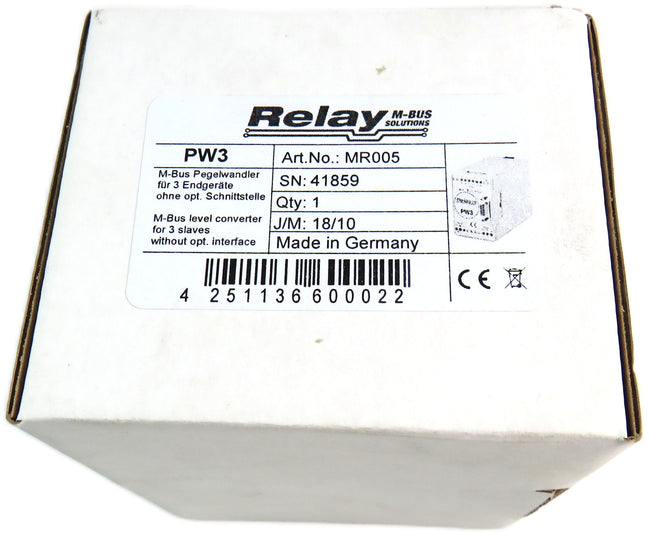 Relay M-BUS
SOLUTIONS
PW3
M-Bus Pegelwandler
für 3 Endgeräte
ohne opt. Schnittstelle
M-Bus level converter
for 3 slaves
without opt. interface
Art.No.: MR005
SN: 41859
Qty: 1
J/M: 18/10
Made in Germany
PW3
CE
4 251136 600022